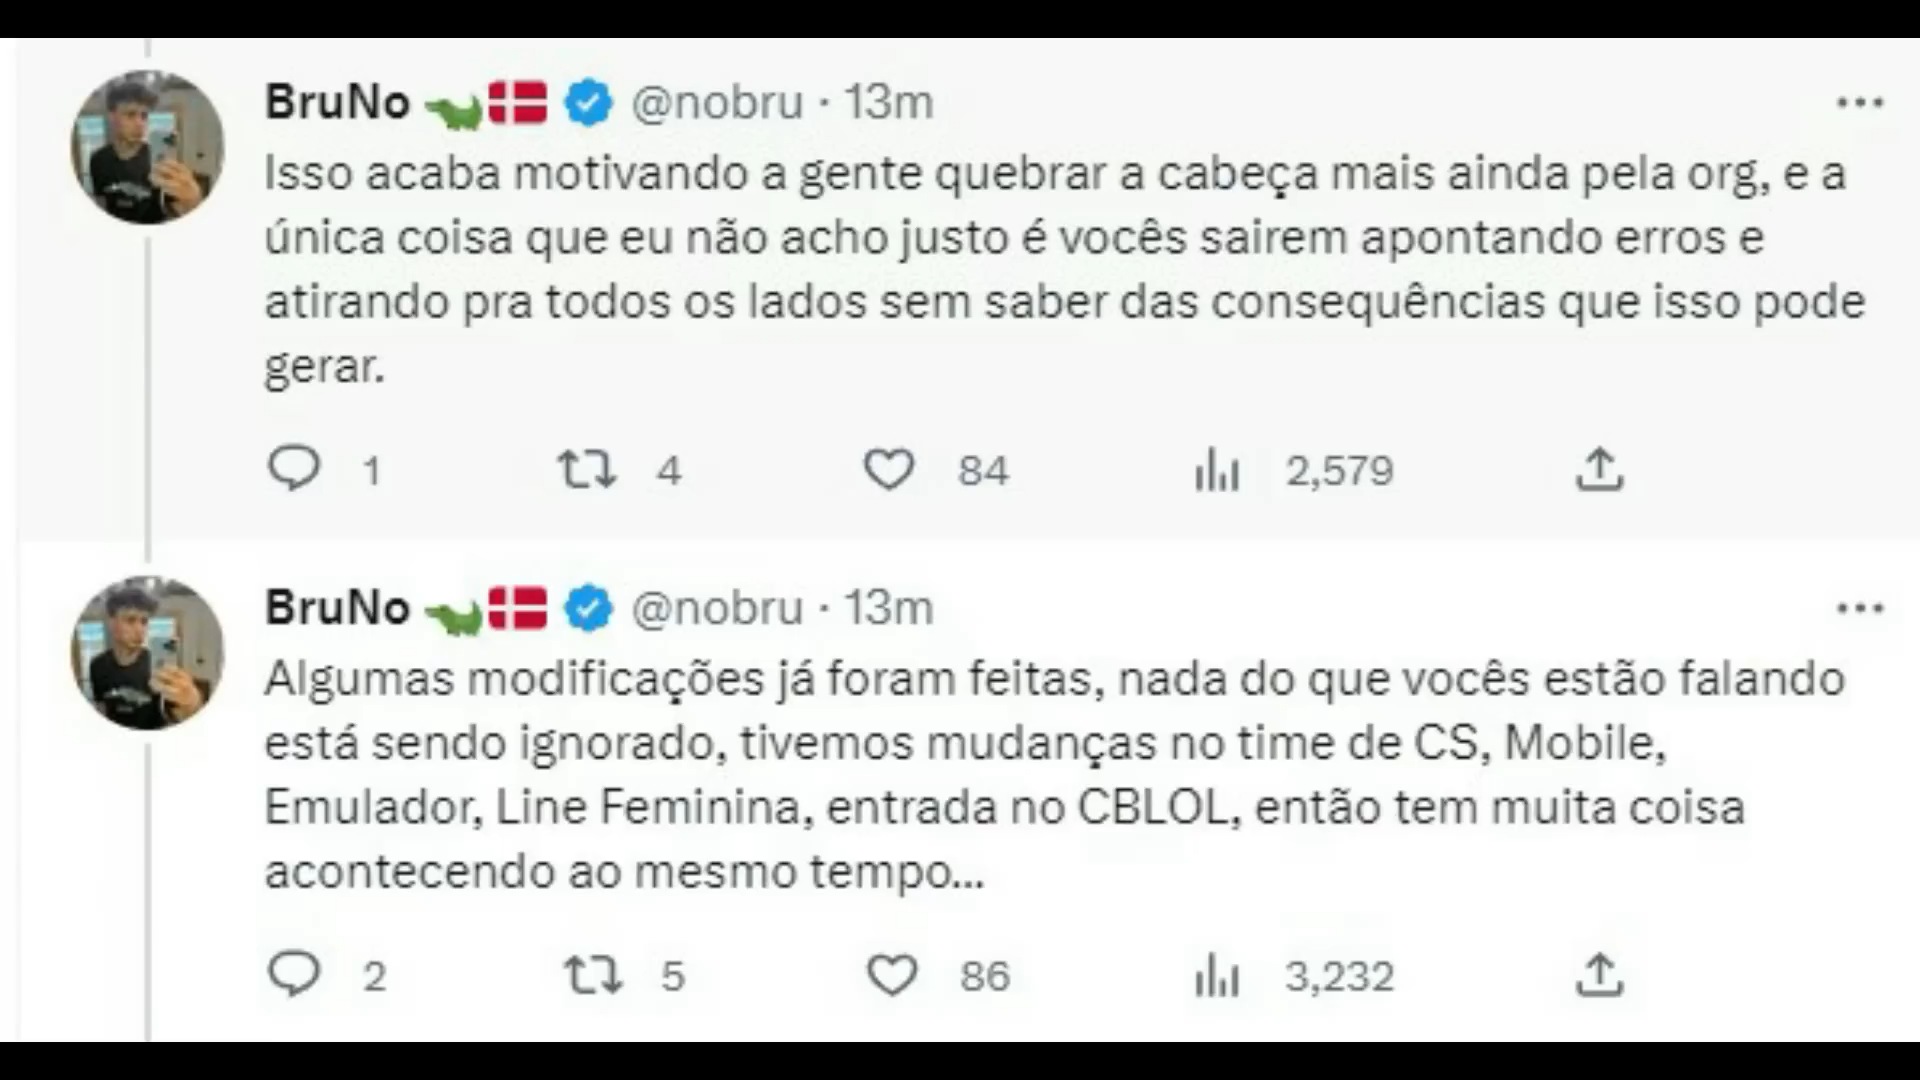 BruNo 🐊🇩🇰 @nobru · 13m
Isso acaba motivando a gente quebrar a cabeça mais ainda pela org, e a
única coisa que eu não acho justo é vocês sairem apontando erros e
atirando pra todos os lados sem saber das consequências que isso pode
gerar.
1 4 84 2,579
BruNo 🐊🇩🇰 @nobru · 13m
Algumas modificações já foram feitas, nada do que vocês estão falando
está sendo ignorado, tivemos mudanças no time de CS, Mobile,
Emulador, Line Feminina, entrada no CBLOL, então tem muita coisa
acontecendo ao mesmo tempo...
2 5 86 3,232